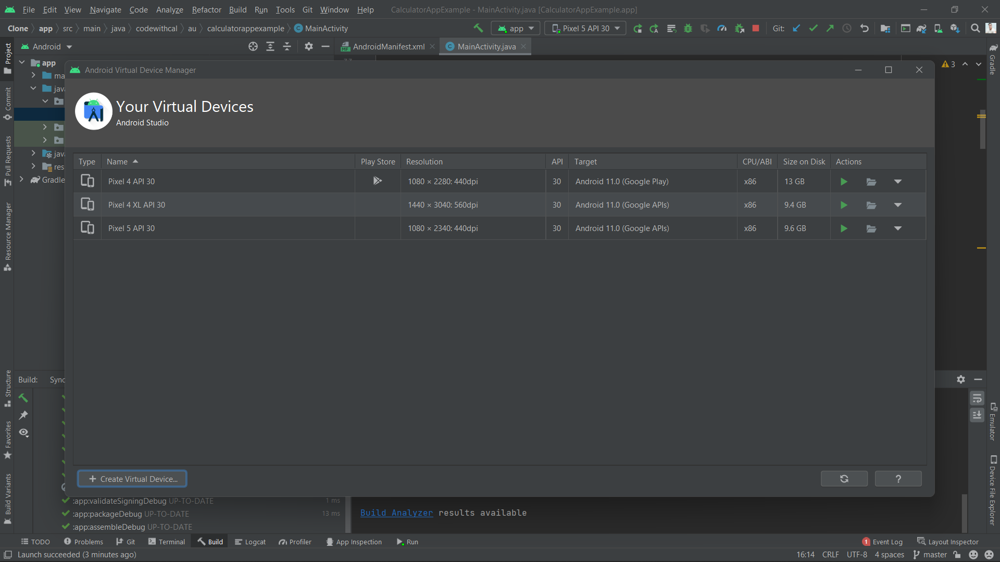 File Edit View Navigate Code Analyze Refactor Build Run Tools Git Window Help CalculatorAppExample - MainActivity.java [CalculatorAppExample.app]
Clone app src main java codewithcal au calculatorappexample MainActivity app Pixel 5 API 30 Git:
Android AndroidManifest.xml MainActivity.java
Project
Commit
Pull Requests
Resource Manager
Structure
Favorites
Build Variants
app
ma
java
java
res
Gradle
3
Gradle
Emulator
Device File Explorer
Android Virtual Device Manager
Your Virtual Devices
Android Studio
Type Name Play Store Resolution API Target CPU/ABI Size on Disk Actions
Pixel 4 API 30 1080 × 2280: 440dpi 30 Android 11.0 (Google Play) x86 13 GB
Pixel 4 XL API 30 1440 × 3040: 560dpi 30 Android 11.0 (Google APIs) x86 9.4 GB
Pixel 5 API 30 1080 × 2340: 440dpi 30 Android 11.0 (Google APIs) x86 9.6 GB
+ Create Virtual Device...
?
Build: Sync
:app:validateSigningDebug UP-TO-DATE 1 ms
:app:packageDebug UP-TO-DATE 13 ms
:app:assembleDebug UP-TO-DATE
Build Analyzer results available
TODO Problems Git Terminal Build Logcat Profiler App Inspection Run 1 Event Log Layout Inspector
Launch succeeded (3 minutes ago) 16:14 CRLF UTF-8 4 spaces master